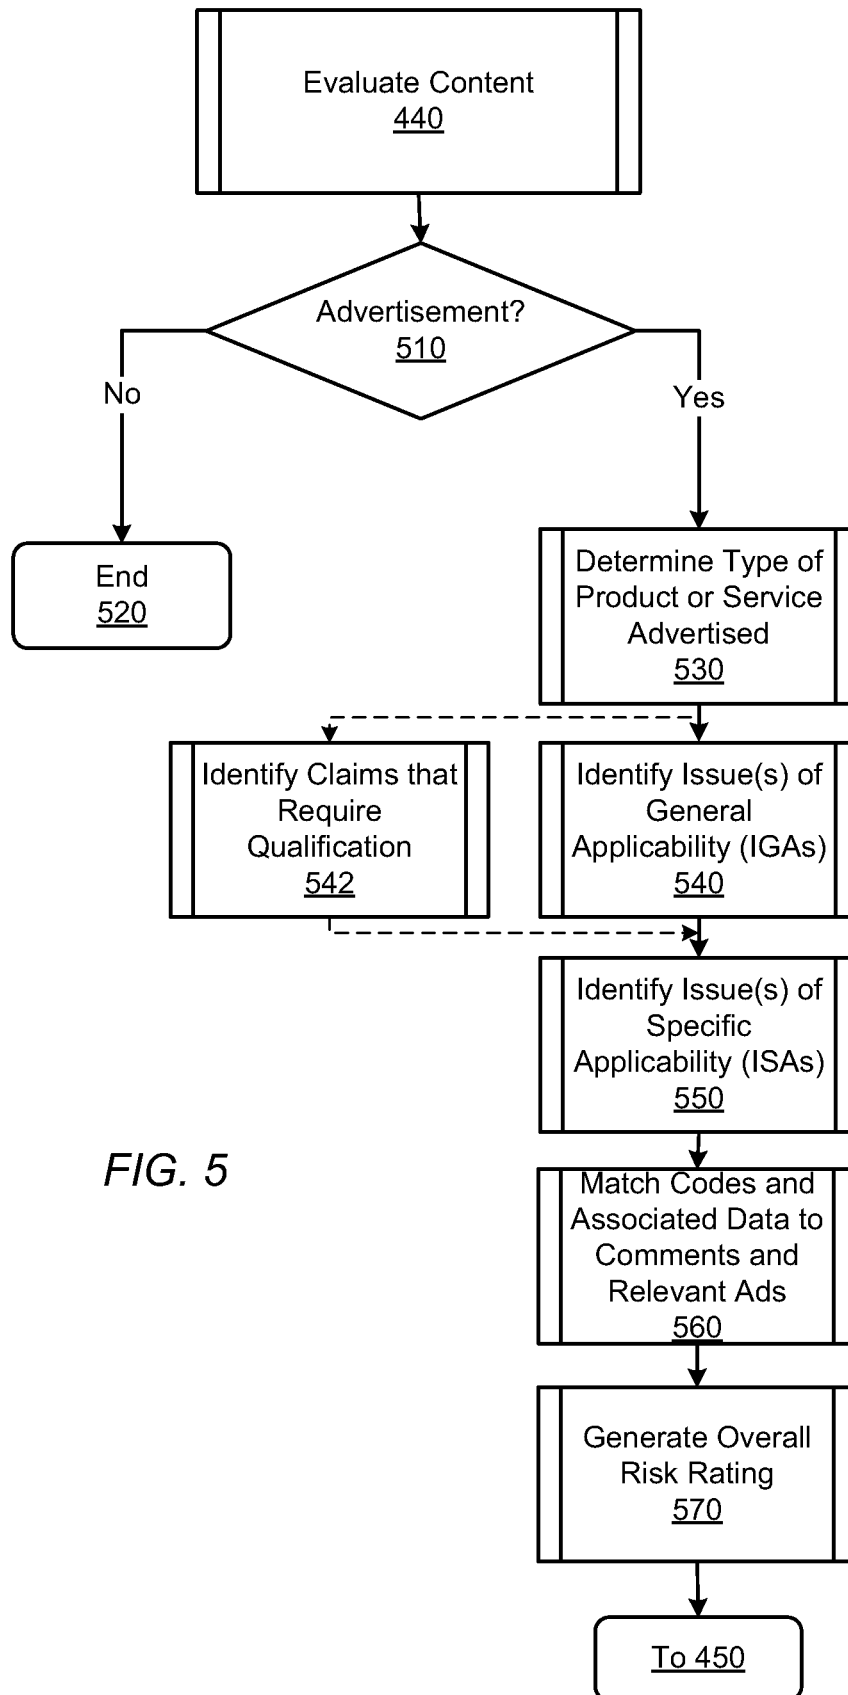 Evaluate Content
440
Advertisement?
510
No
Yes
End
520
Determine Type of
Product or Service
Advertised
530
Identify Claims that
Require
Qualification
542
Identify Issue(s) of
General
Applicability (IGAs)
540
Identify Issue(s) of
Specific
Applicability (ISAs)
550
FIG. 5
Match Codes and
Associated Data to
Comments and
Relevant Ads
560
Generate Overall
Risk Rating
570
To 450